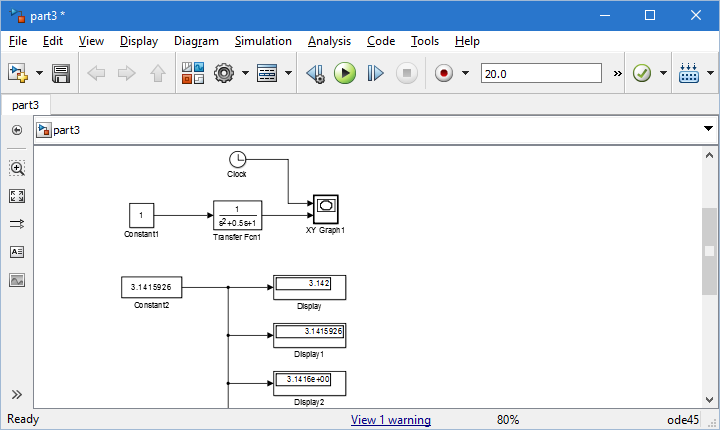 part3 *
File Edit View Display Diagram Simulation Analysis Code Tools Help
20.0 »
part3
part3
Clock
1
Constant1
1
s²+0.5s+1
Transfer Fcn1
XY Graph1
3.1415926
Constant2
3.142
Display
3.1415926
Display1
3.1416e+00
Display2
Ready View 1 warning 80% ode45